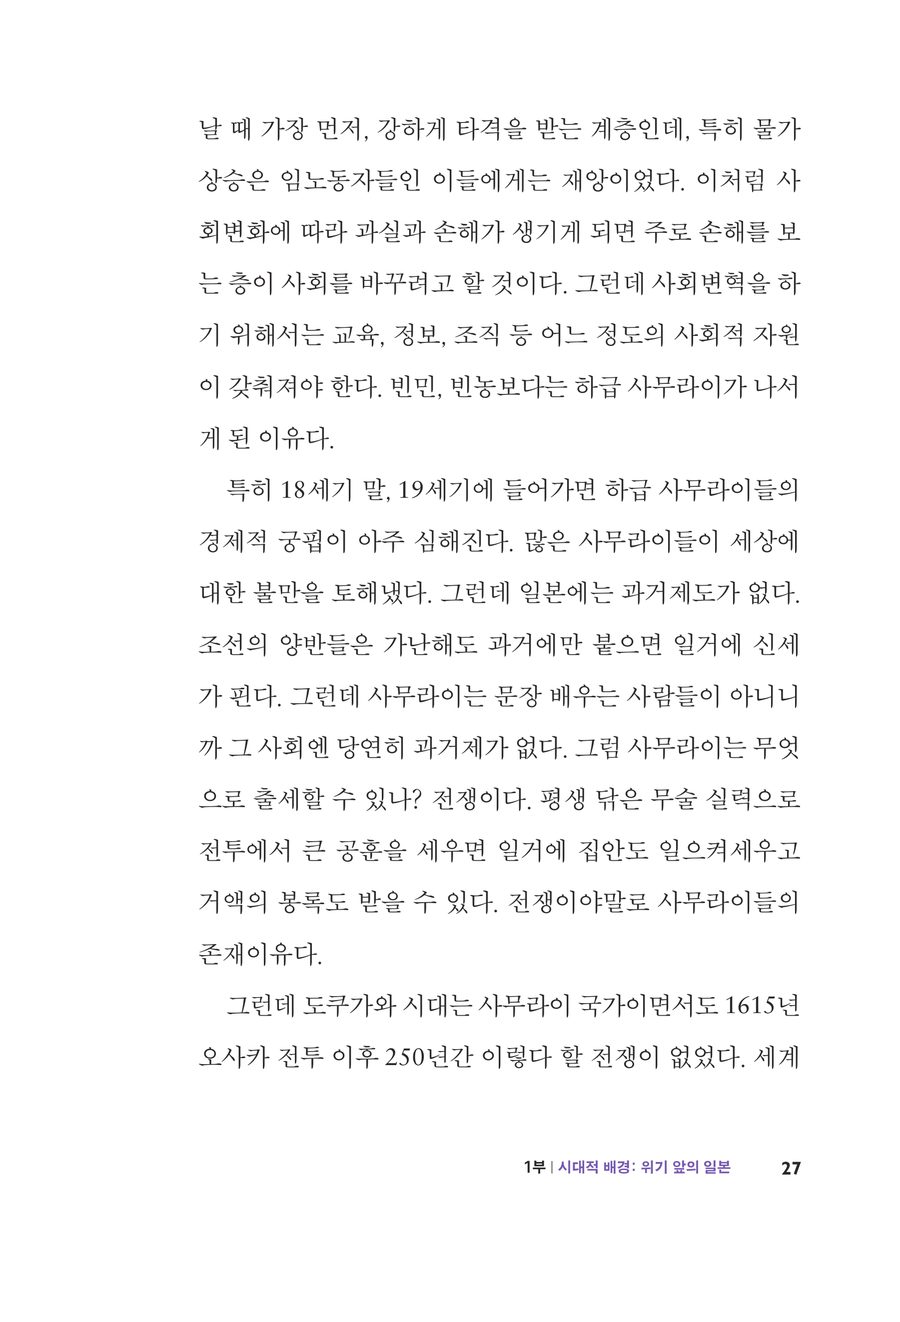 날 때 가장 먼저, 강하게 타격을 받는 계층인데, 특히 물가
상승은 임노동자들인 이들에게는 재앙이었다. 이처럼 사
회변화에 따라 과실과 손해가 생기게 되면 주로 손해를 보
는 층이 사회를 바꾸려고 할 것이다. 그런데 사회변혁을 하
기 위해서는 교육, 정보, 조직 등 어느 정도의 사회적 자원
이 갖춰져야 한다. 빈민, 빈농보다는 하급 사무라이가 나서
게 된 이유다.
특히 18세기 말, 19세기에 들어가면 하급 사무라이들의
경제적 궁핍이 아주 심해진다. 많은 사무라이들이 세상에
대한 불만을 토해냈다. 그런데 일본에는 과거제도가 없다.
조선의 양반들은 가난해도 과거에만 붙으면 일거에 신세
가 핀다. 그런데 사무라이는 문장 배우는 사람들이 아니니
까 그 사회엔 당연히 과거제가 없다. 그럼 사무라이는 무엇
으로 출세할 수 있나? 전쟁이다. 평생 닦은 무술 실력으로
전투에서 큰 공훈을 세우면 일거에 집안도 일으켜세우고
거액의 봉록도 받을 수 있다. 전쟁이야말로 사무라이들의
존재이유다.
그런데 도쿠가와 시대는 사무라이 국가이면서도 1615년
오사카 전투 이후 250년간 이렇다 할 전쟁이 없었다. 세계
1부 | 시대적 배경: 위기 앞의 일본 27